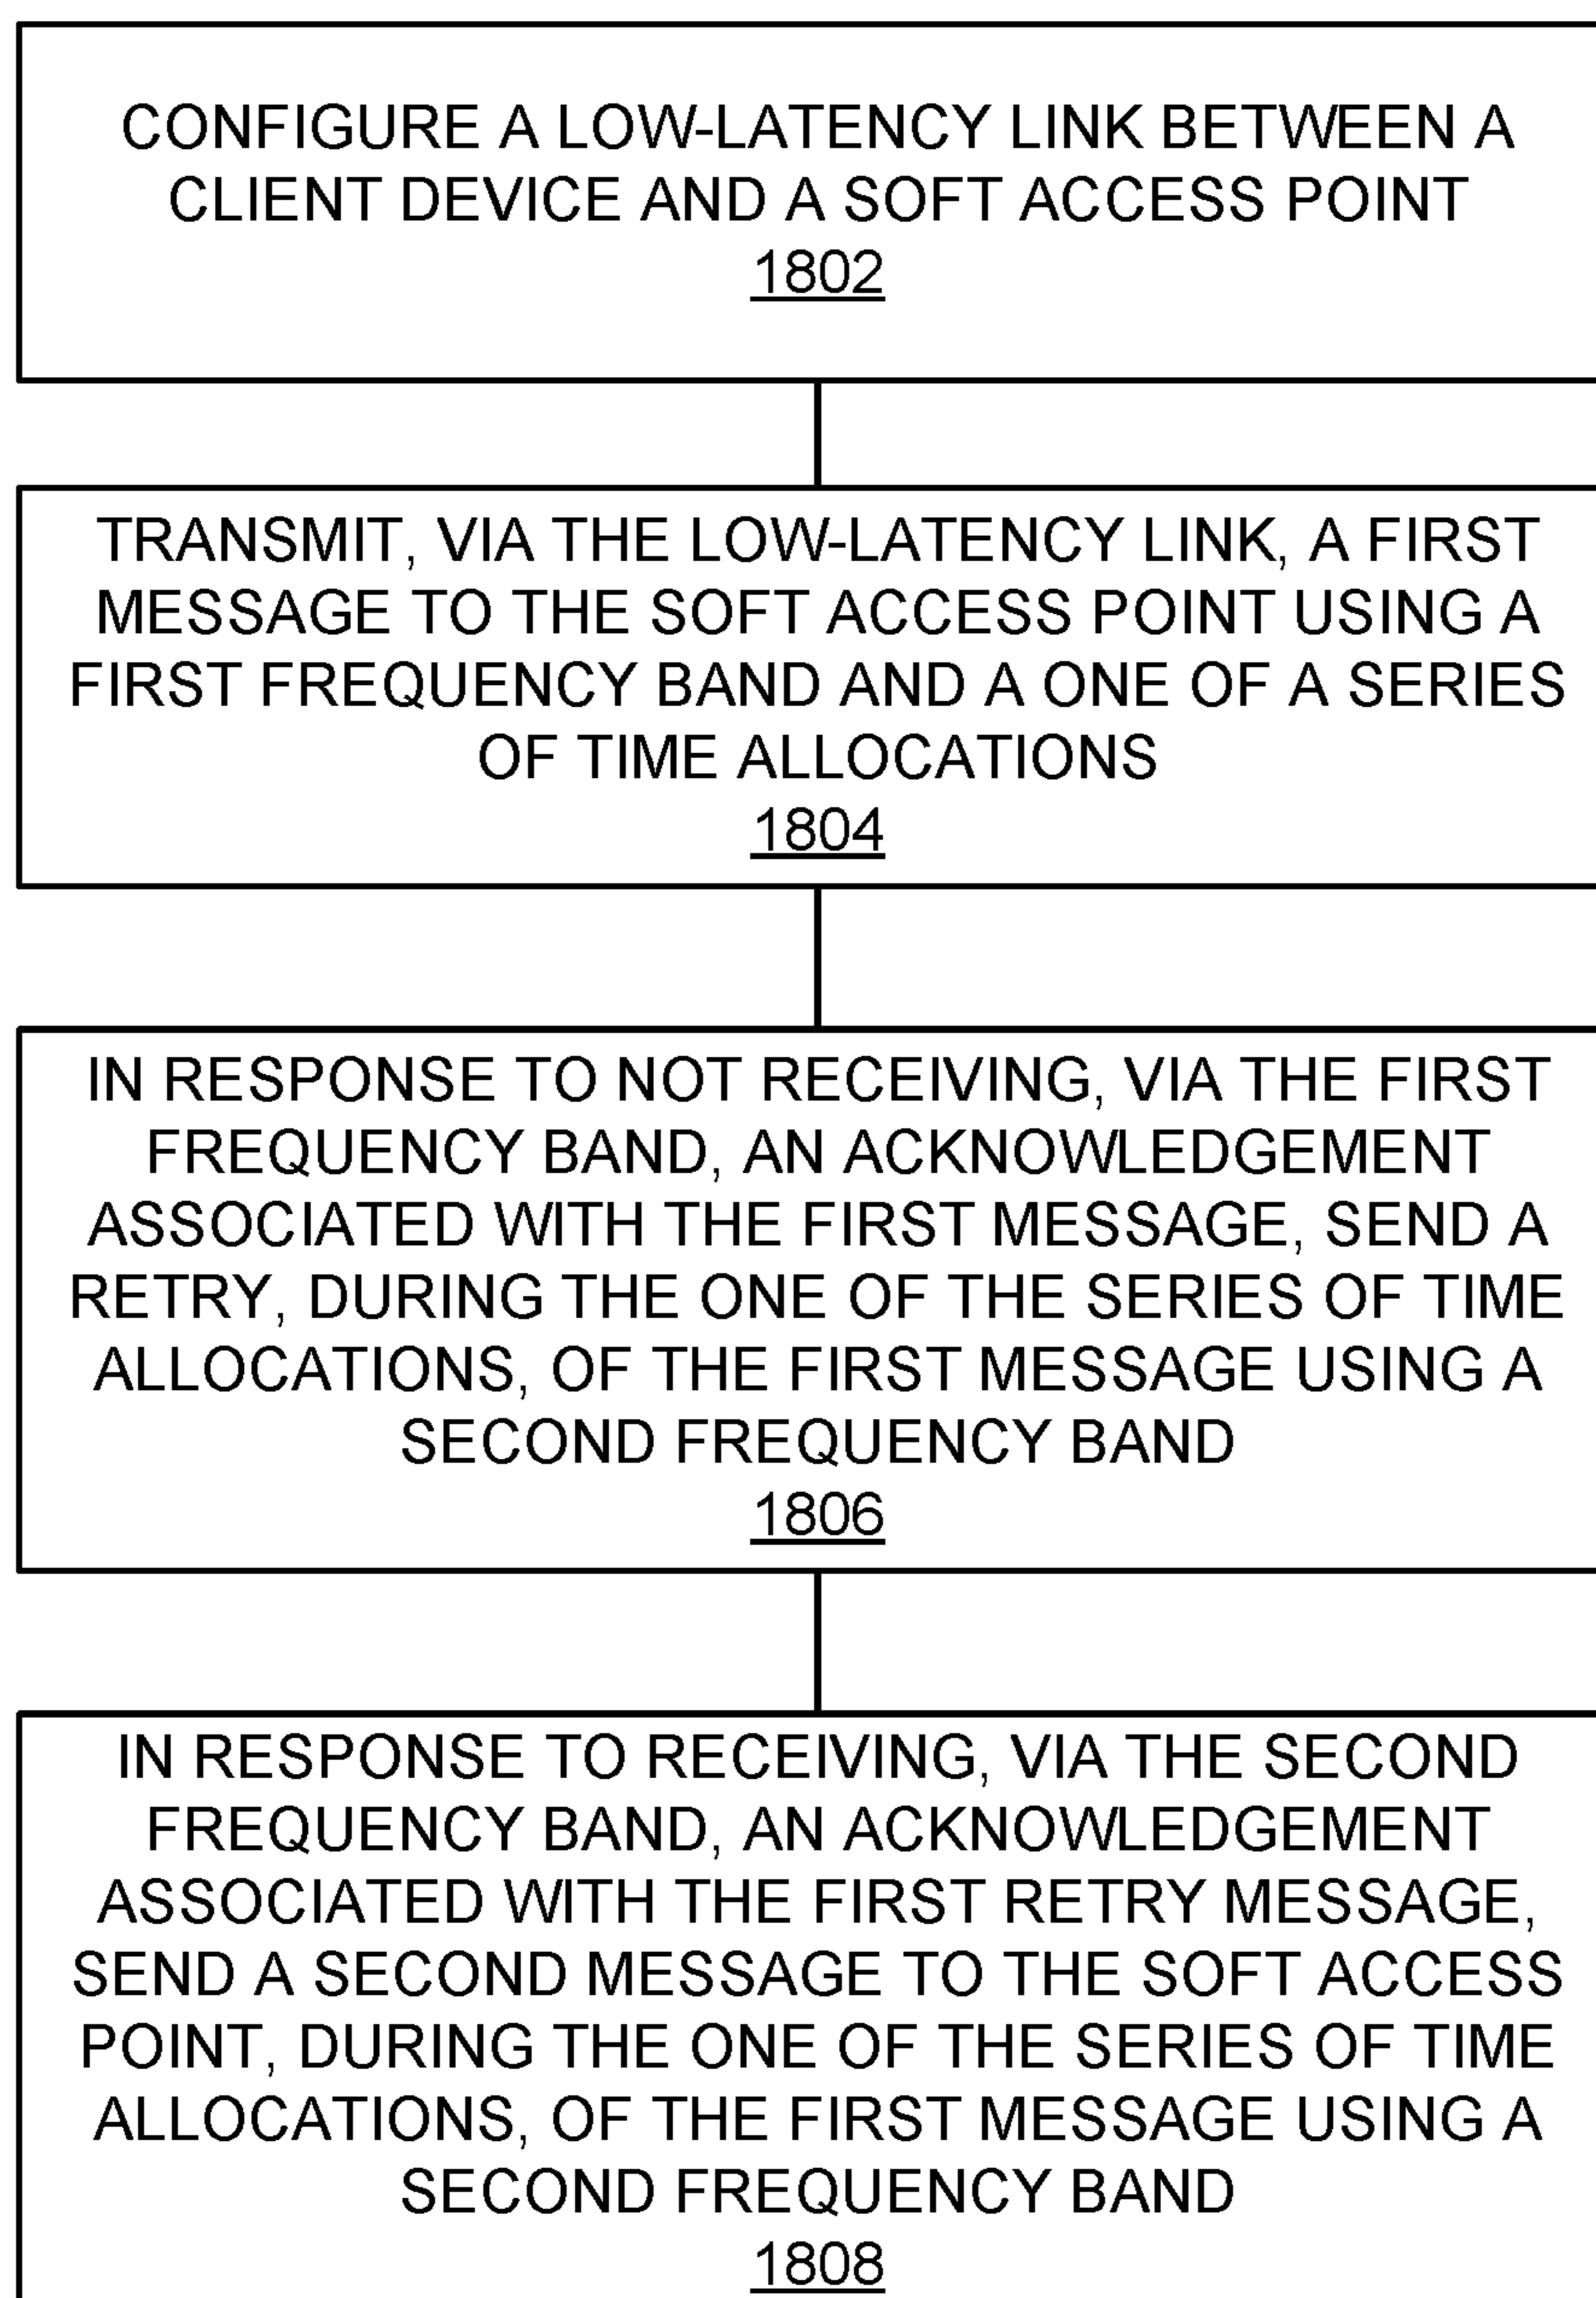 CONFIGURE A LOW-LATENCY LINK BETWEEN A
CLIENT DEVICE AND A SOFT ACCESS POINT
1802
TRANSMIT, VIA THE LOW-LATENCY LINK, A FIRST
MESSAGE TO THE SOFT ACCESS POINT USING A
FIRST FREQUENCY BAND AND A ONE OF A SERIES
OF TIME ALLOCATIONS
1804
IN RESPONSE TO NOT RECEIVING, VIA THE FIRST
FREQUENCY BAND, AN ACKNOWLEDGEMENT
ASSOCIATED WITH THE FIRST MESSAGE, SEND A
RETRY, DURING THE ONE OF THE SERIES OF TIME
ALLOCATIONS, OF THE FIRST MESSAGE USING A
SECOND FREQUENCY BAND
1806
IN RESPONSE TO RECEIVING, VIA THE SECOND
FREQUENCY BAND, AN ACKNOWLEDGEMENT
ASSOCIATED WITH THE FIRST RETRY MESSAGE,
SEND A SECOND MESSAGE TO THE SOFT ACCESS
POINT, DURING THE ONE OF THE SERIES OF TIME
ALLOCATIONS, OF THE FIRST MESSAGE USING A
SECOND FREQUENCY BAND
1808